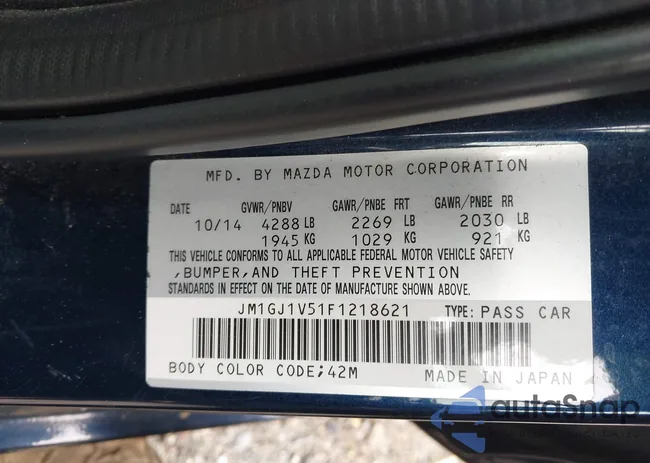 MFD. BY MAZDA MOTOR CORPORATION
DATE GVWR/PNBV GAWR/PNBE FRT GAWR/PNBE RR
10/14 4288 LB 2269 LB 2030 LB
1945 KG 1029 KG 921 KG
THIS VEHICLE CONFORMS TO ALL APPLICABLE FEDERAL MOTOR VEHICLE SAFETY
,BUMPER,AND THEFT PREVENTION
STANDARDS IN EFFECT ON THE DATE OF MANUFACTURE SHOWN ABOVE.
JM1GJ1V51F1218621 TYPE: PASS CAR
BODY COLOR CODE;42M MADE IN JAPAN
autoSnap